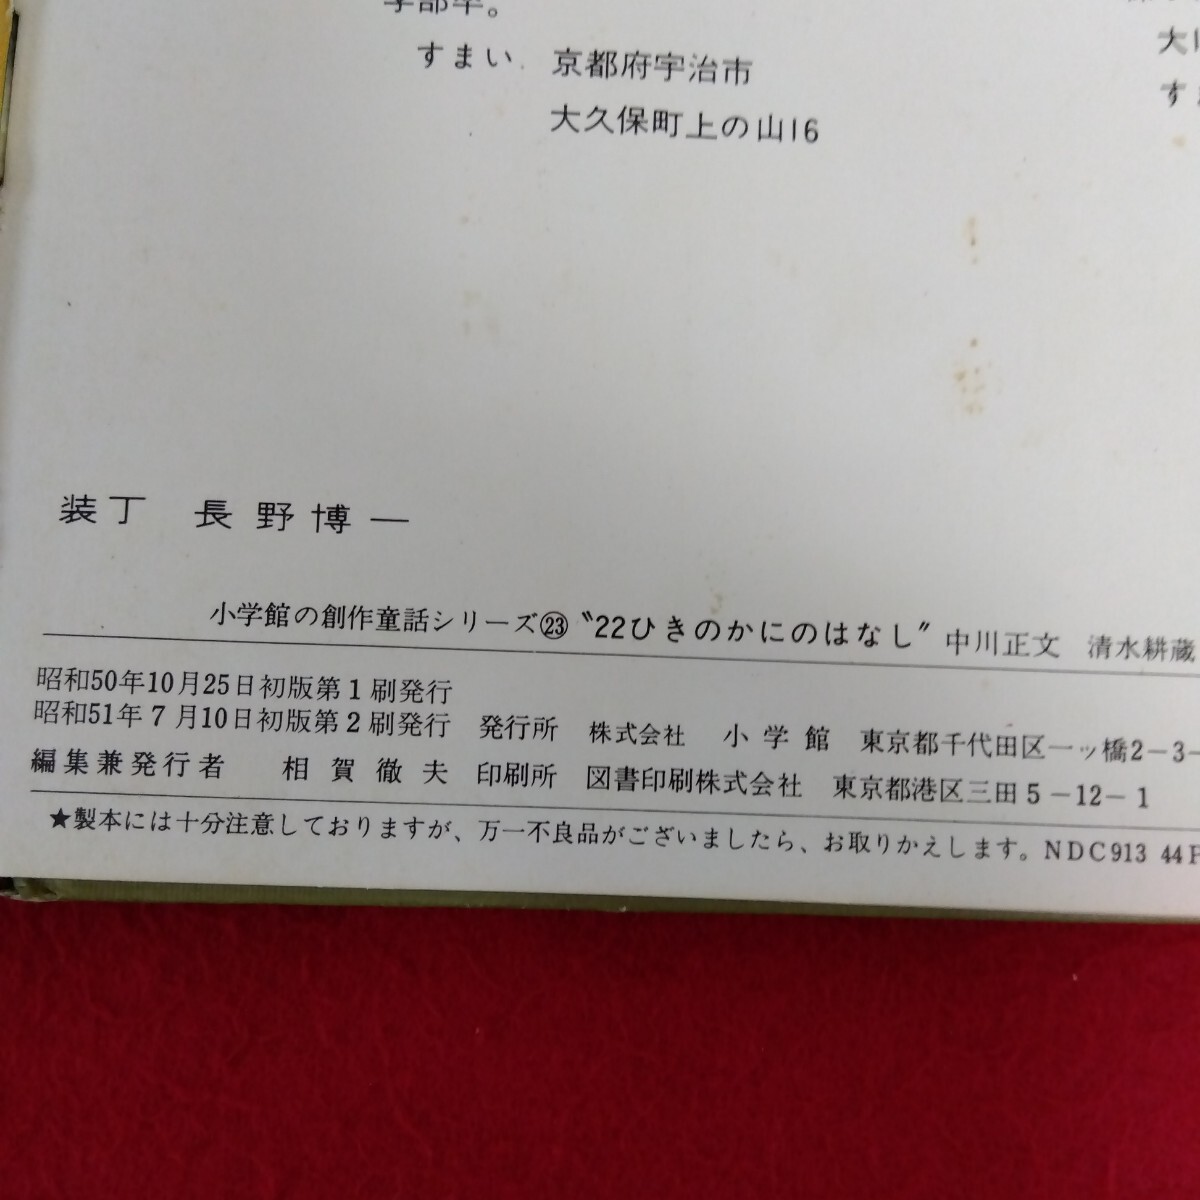 学部卒。
すまい 京都府宇治市
大久保町上の山16
大川
すま
装丁 長野博一
小学館の創作童話シリーズ㉓〝22ひきのかにのはなし〟中川正文 清水耕蔵
昭和50年10月25日初版第1刷発行
昭和51年7月10日初版第2刷発行 発行所 株式会社 小学館 東京都千代田区一ッ橋2-3-
編集兼発行者 相賀徹夫 印刷所 図書印刷株式会社 東京都港区三田5-12-1
★製本には十分注意しておりますが、万一不良品がございましたら、お取りかえします。NDC913 44P